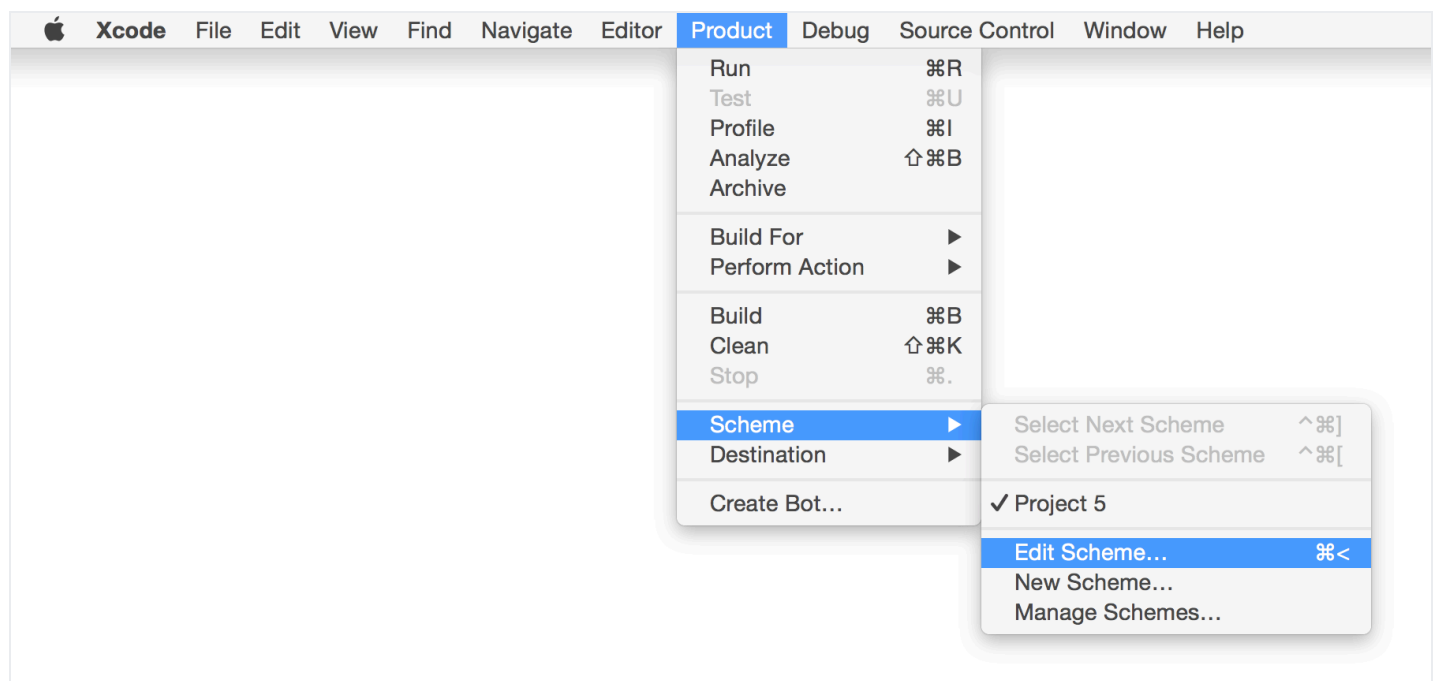 Xcode File Edit View Find Navigate Editor Product Debug Source Control Window Help
Run ⌘R
Test ⌘U
Profile ⌘I
Analyze ⇧⌘B
Archive
Build For ▶
Perform Action ▶
Build ⌘B
Clean ⇧⌘K
Stop ⌘.
Scheme ▶
Destination ▶
Create Bot…
Select Next Scheme ^⌘]
Select Previous Scheme ^⌘[
✓ Project 5
Edit Scheme… ⌘<
New Scheme…
Manage Schemes…